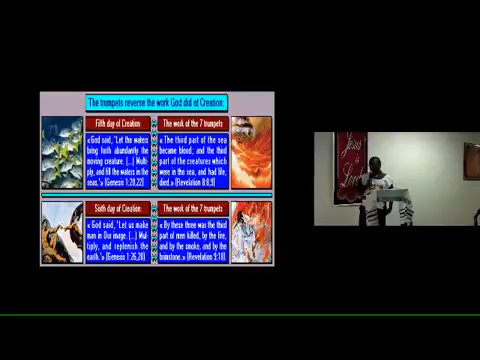 The trumpets reverse the work God did at Creation:
Fifth day of Creation
«God said, "Let the waters
bring forth abundantly the
moving creature. (...) Multi-
ply, and fill the waters in the
seas."» (Genesis 1:20,22)
The work of the 7 trumpets
«The third part of the sea
became blood; and the third
part of the creatures which
were in the sea, and had life,
died.» (Revelation 8:8,9)
Sixth day of Creation
«God said, "Let us make
man in Our image. (...) Mul-
tiply, and replenish the
earth."» (Genesis 1:26,28)
The work of the 7 trumpets
«By these three was the third
part of men killed, by the fire,
and by the smoke, and by the
brimstone.» (Revelation 9:18)
Jesus
is
Lord